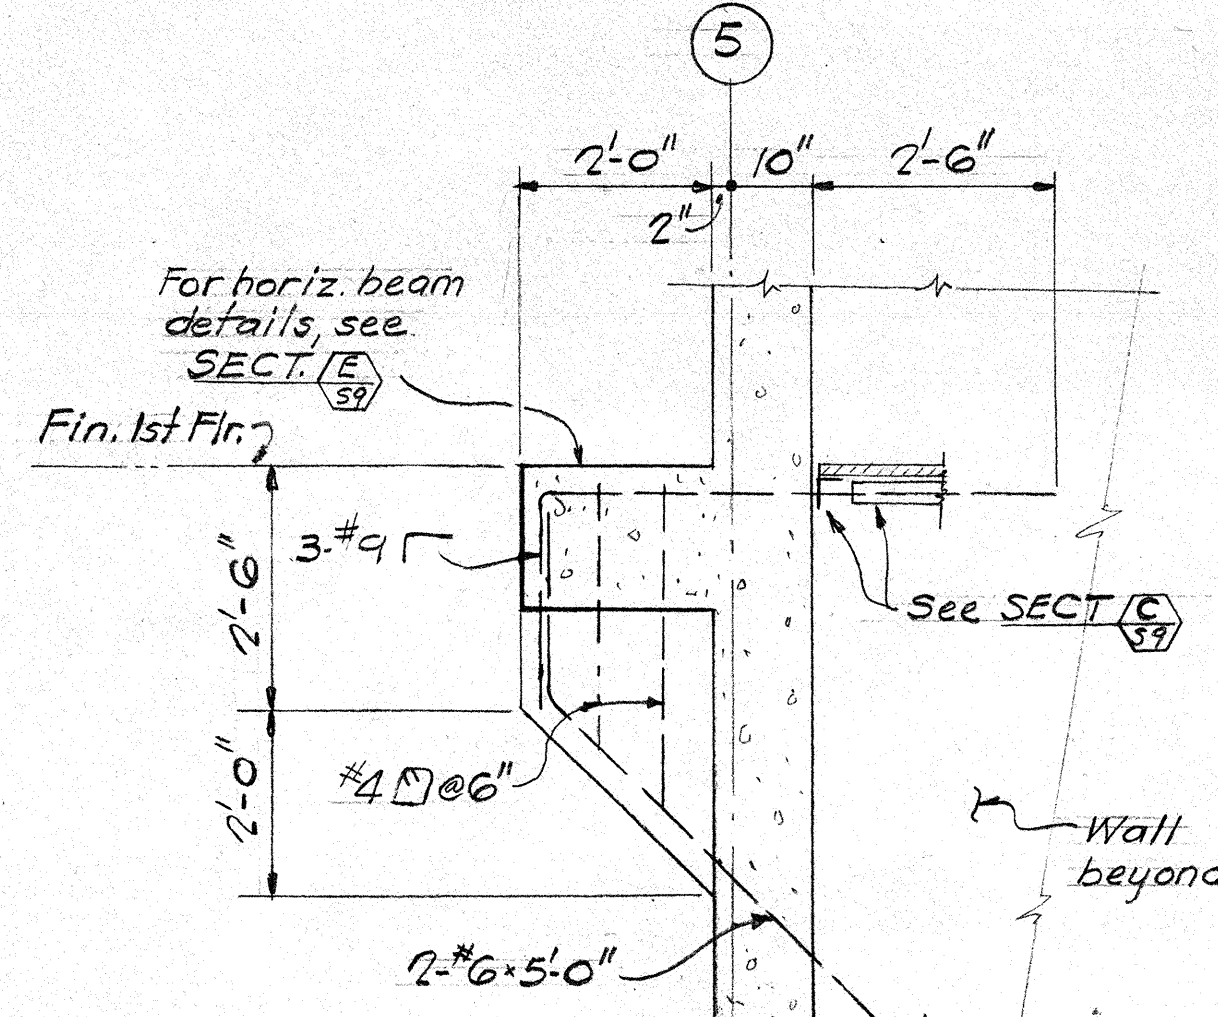 5
2'-0"
10"
2'-6"
2"
For horiz. beam
details, see
SECT. E
S9
Fin. 1st Flr.
3-#9
2'-6"
See SECT C
S9
#4 @6"
2'-0"
Wall
beyond
2-#6×5'-0"